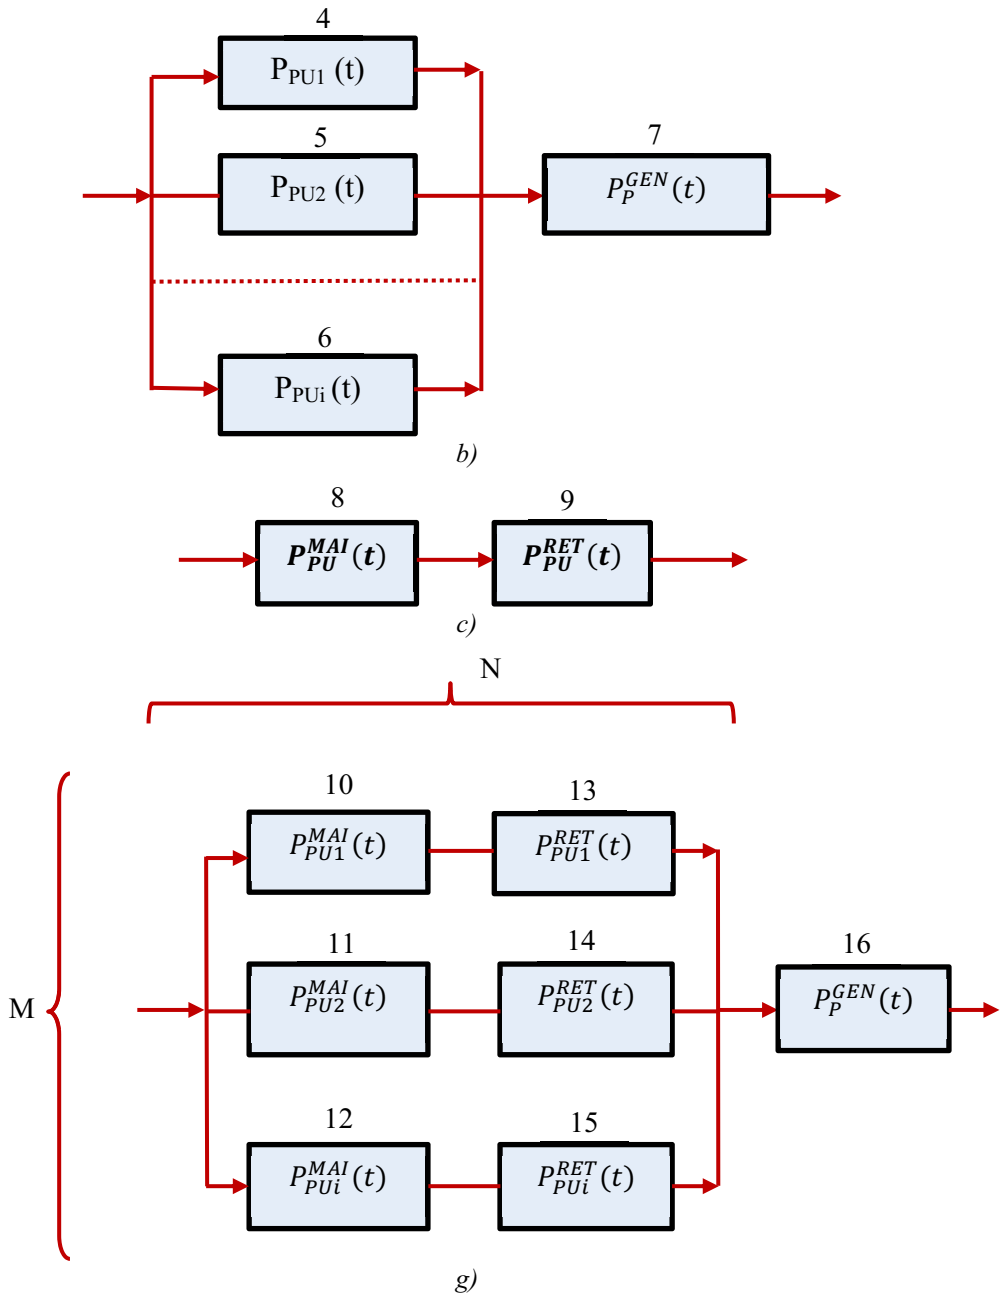 4
P_PU1 (t)
5
P_PU2 (t)
7
P_P^GEN(t)
6
P_PUi (t)
b)
8
P_PU^MAI(t)
9
P_PU^RET(t)
c)
N
M
10
P_PU1^MAI(t)
13
P_PU1^RET(t)
11
P_PU2^MAI(t)
14
P_PU2^RET(t)
16
P_P^GEN(t)
12
P_PUi^MAI(t)
15
P_PUi^RET(t)
g)